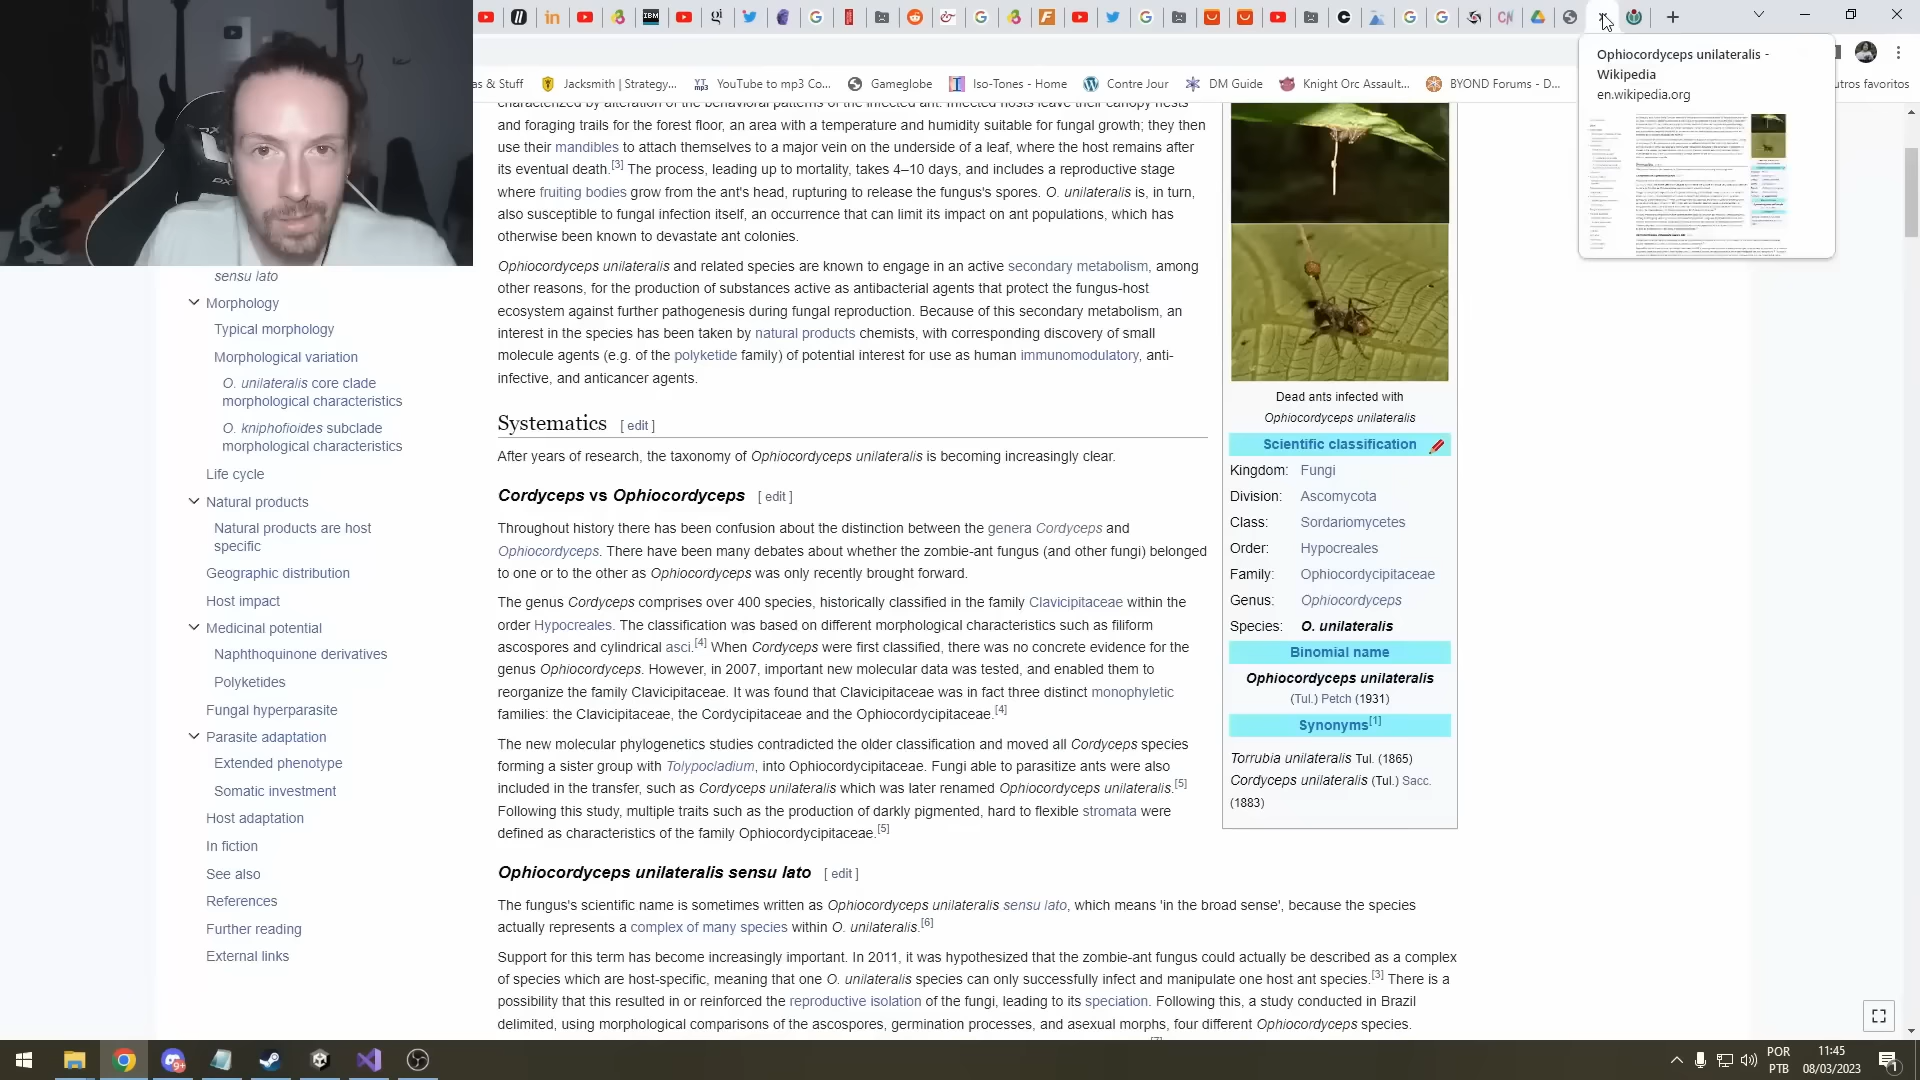 Ophiocordyceps unilateralis -
Wikipedia
en.wikipedia.org
as & Stuff
Jacksmith | Strategy...
YouTube to mp3 Co...
Gameglobe
Iso-Tones - Home
Contre Jour
DM Guide
Knight Orc Assault...
BYOND Forums - D...
utros favoritos
characterized by alteration of the behavioral patterns of the infected ant. Infected hosts leave their canopy nests
and foraging trails for the forest floor, an area with a temperature and humidity suitable for fungal growth; they then
use their mandibles to attach themselves to a major vein on the underside of a leaf, where the host remains after
its eventual death.[3] The process, leading up to mortality, takes 4–10 days, and includes a reproductive stage
where fruiting bodies grow from the ant's head, rupturing to release the fungus's spores. O. unilateralis is, in turn,
also susceptible to fungal infection itself, an occurrence that can limit its impact on ant populations, which has
otherwise been known to devastate ant colonies.
Ophiocordyceps unilateralis and related species are known to engage in an active secondary metabolism, among
other reasons, for the production of substances active as antibacterial agents that protect the fungus-host
ecosystem against further pathogenesis during fungal reproduction. Because of this secondary metabolism, an
interest in the species has been taken by natural products chemists, with corresponding discovery of small
molecule agents (e.g. of the polyketide family) of potential interest for use as human immunomodulatory, anti-
infective, and anticancer agents.
Systematics [ edit ]
After years of research, the taxonomy of Ophiocordyceps unilateralis is becoming increasingly clear.
Cordyceps vs Ophiocordyceps [ edit ]
Throughout history there has been confusion about the distinction between the genera Cordyceps and
Ophiocordyceps. There have been many debates about whether the zombie-ant fungus (and other fungi) belonged
to one or to the other as Ophiocordyceps was only recently brought forward.
The genus Cordyceps comprises over 400 species, historically classified in the family Clavicipitaceae within the
order Hypocreales. The classification was based on different morphological characteristics such as filiform
ascospores and cylindrical asci.[4] When Cordyceps were first classified, there was no concrete evidence for the
genus Ophiocordyceps. However, in 2007, important new molecular data was tested, and enabled them to
reorganize the family Clavicipitaceae. It was found that Clavicipitaceae was in fact three distinct monophyletic
families: the Clavicipitaceae, the Cordycipitaceae and the Ophiocordycipitaceae.[4]
The new molecular phylogenetics studies contradicted the older classification and moved all Cordyceps species
forming a sister group with Tolypocladium, into Ophiocordycipitaceae. Fungi able to parasitize ants were also
included in the transfer, such as Cordyceps unilateralis which was later renamed Ophiocordyceps unilateralis.[5]
Following this study, multiple traits such as the production of darkly pigmented, hard to flexible stromata were
defined as characteristics of the family Ophiocordycipitaceae.[5]
Ophiocordyceps unilateralis sensu lato [ edit ]
The fungus's scientific name is sometimes written as Ophiocordyceps unilateralis sensu lato, which means 'in the broad sense', because the species
actually represents a complex of many species within O. unilateralis.[6]
Support for this term has become increasingly important. In 2011, it was hypothesized that the zombie-ant fungus could actually be described as a complex
of species which are host-specific, meaning that one O. unilateralis species can only successfully infect and manipulate one host ant species.[3] There is a
possibility that this resulted in or reinforced the reproductive isolation of the fungi, leading to its speciation. Following this, a study conducted in Brazil
delimited, using morphological comparisons of the ascospores, germination processes, and asexual morphs, four different Ophiocordyceps species.
[7]
sensu lato
Morphology
Typical morphology
Morphological variation
O. unilateralis core clade
morphological characteristics
O. kniphofioides subclade
morphological characteristics
Life cycle
Natural products
Natural products are host
specific
Geographic distribution
Host impact
Medicinal potential
Naphthoquinone derivatives
Polyketides
Fungal hyperparasite
Parasite adaptation
Extended phenotype
Somatic investment
Host adaptation
In fiction
See also
References
Further reading
External links
Dead ants infected with
Ophiocordyceps unilateralis
Scientific classification
Kingdom: Fungi
Division: Ascomycota
Class: Sordariomycetes
Order: Hypocreales
Family: Ophiocordycipitaceae
Genus: Ophiocordyceps
Species: O. unilateralis
Binomial name
Ophiocordyceps unilateralis
(Tul.) Petch (1931)
Synonyms[1]
Torrubia unilateralis Tul. (1865)
Cordyceps unilateralis (Tul.) Sacc.
(1883)
POR
PTB
11:45
08/03/2023